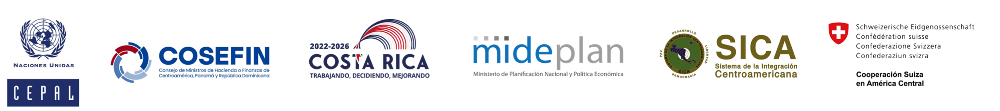 NACIONES UNIDAS
CEPAL
COSEFIN
Consejo de Ministros de Hacienda o Finanzas de
Centroamérica, Panamá y República Dominicana
2022-2026
COSTA RICA
TRABAJANDO, DECIDIENDO, MEJORANDO
mideplan
Ministerio de Planificación Nacional y Política Económica
DESARROLLO
PAZ
LIBERTAD
DEMOCRACIA
SISTEMA DE LA INTEGRACION CENTROAMERICANA
SICA
SICA
Sistema de la Integración
Centroamericana
Schweizerische Eidgenossenschaft
Confédération suisse
Confederazione Svizzera
Confederaziun svizra
Cooperación Suiza
en América Central